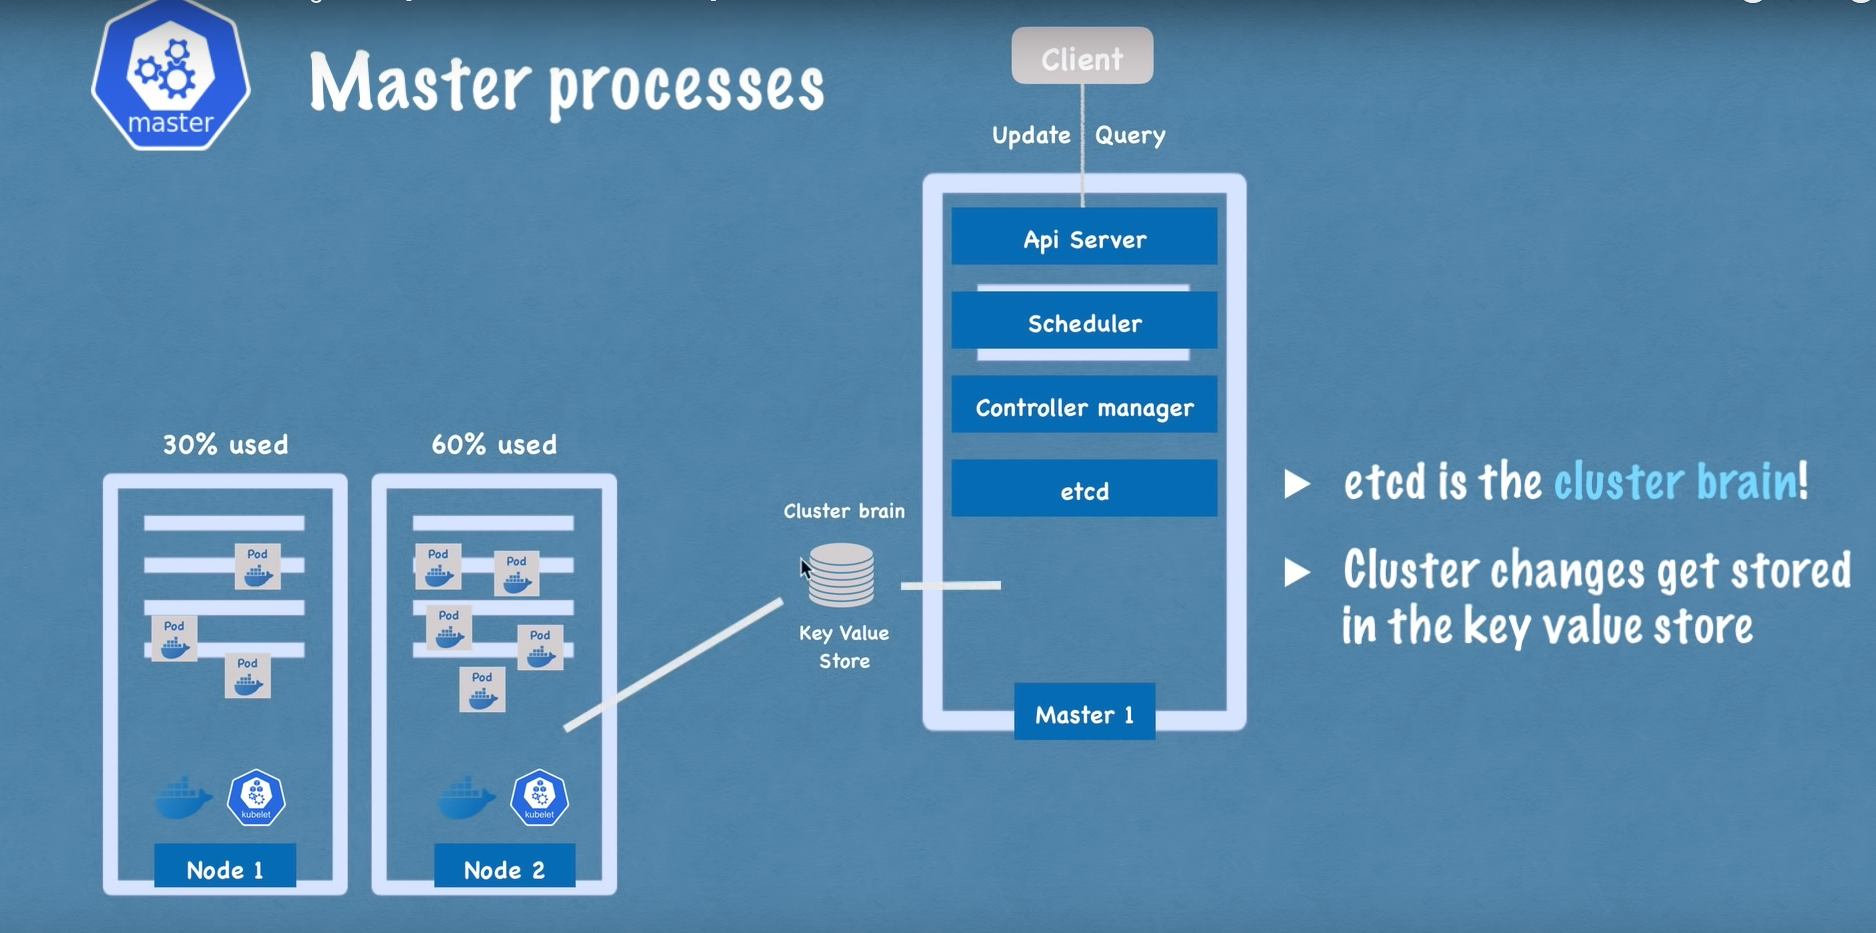 master
Master processes
Client
Update Query
Api Server
Scheduler
Controller manager
etcd
Master 1
30% used
60% used
Pod
Pod
Pod
Node 1
kubelet
Pod
Pod
Pod
Pod
Pod
kubelet
Node 2
Cluster brain
Key Value
Store
etcd is the cluster brain!
Cluster changes get stored
in the key value store